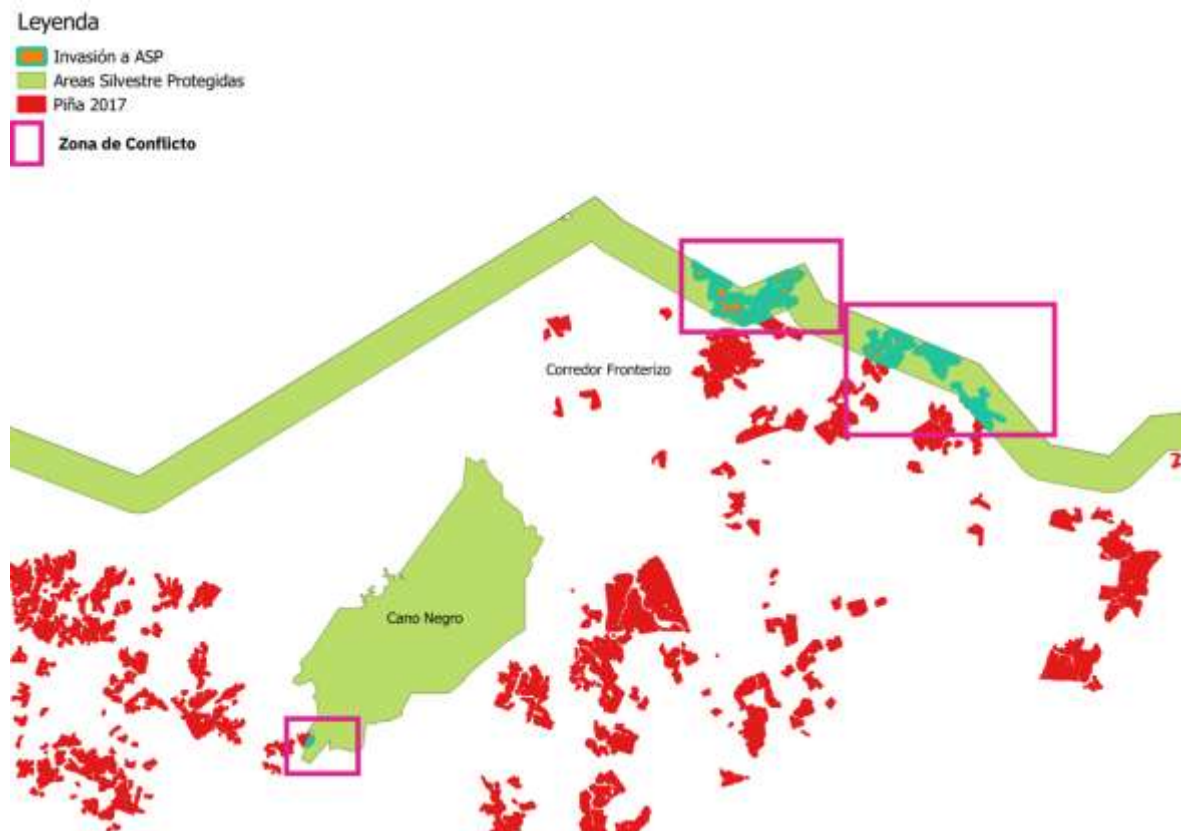 Leyenda
Invasión a ASP
Areas Silvestre Protegidas
Piña 2017
Zona de Conflicto
Corredor Fronterizo
Cano Negro